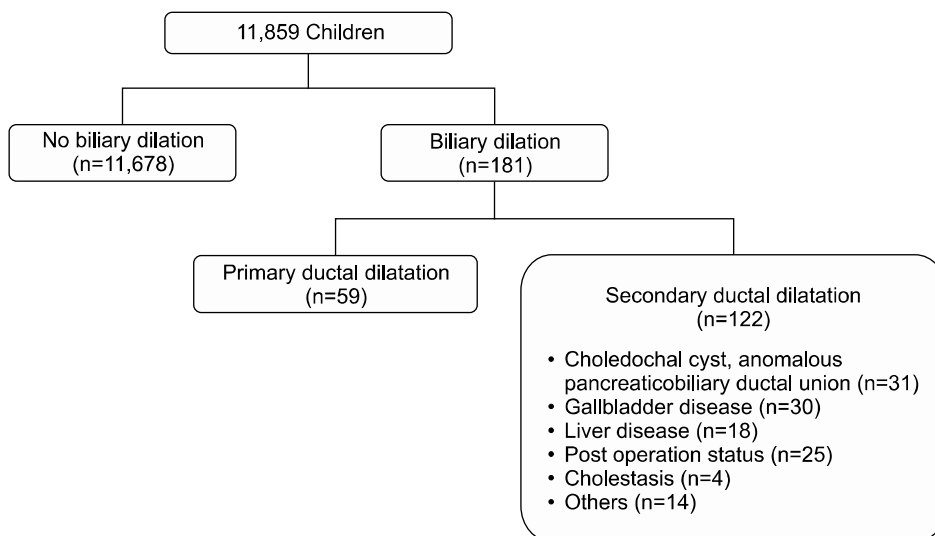 11,859 Children
No biliary dilation
(n=11,678)
Biliary dilation
(n=181)
Primary ductal dilatation
(n=59)
Secondary ductal dilatation
(n=122)
• Choledochal cyst, anomalous
pancreaticobiliary ductal union (n=31)
• Gallbladder disease (n=30)
• Liver disease (n=18)
• Post operation status (n=25)
• Cholestasis (n=4)
• Others (n=14)